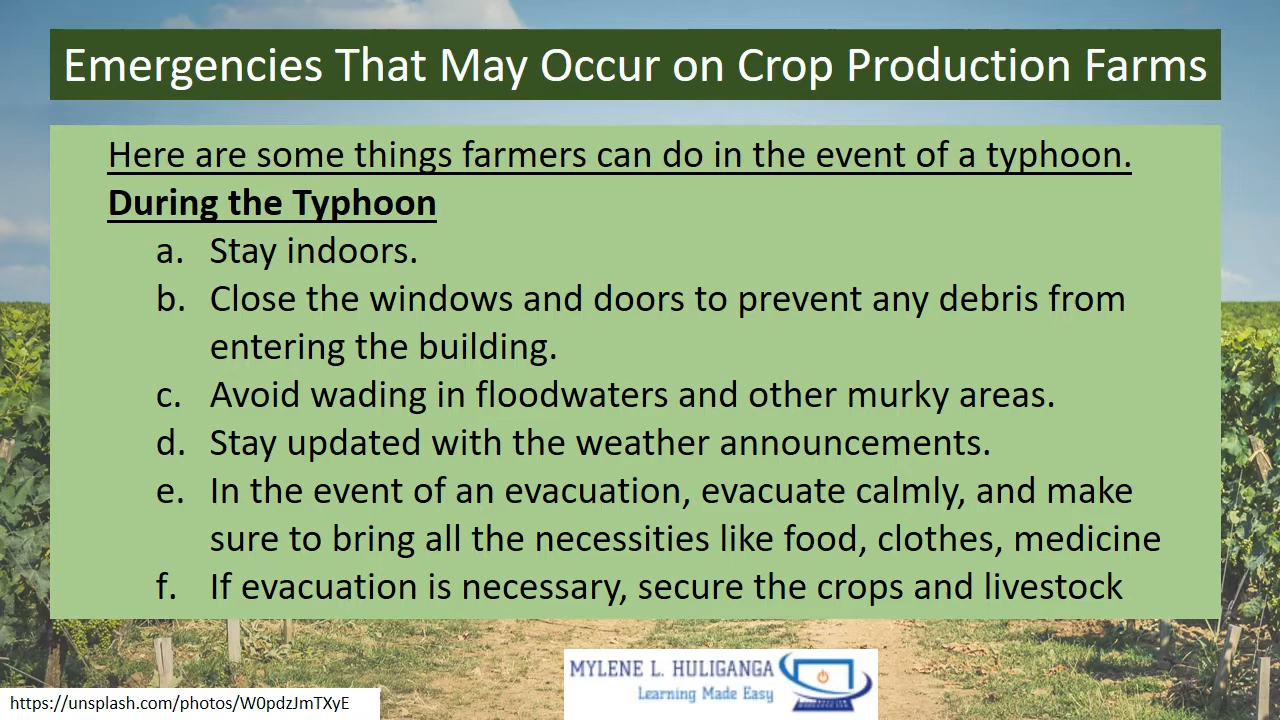 Emergencies That May Occur on Crop Production Farms
Here are some things farmers can do in the event of a typhoon.
During the Typhoon
a. Stay indoors.
b. Close the windows and doors to prevent any debris from
entering the building.
c. Avoid wading in floodwaters and other murky areas.
d. Stay updated with the weather announcements.
e. In the event of an evacuation, evacuate calmly, and make
sure to bring all the necessities like food, clothes, medicine
f. If evacuation is necessary, secure the crops and livestock
MYLENE L. HULIGANGA
Learning Made Easy
https://unsplash.com/photos/W0pdzJmTXyE